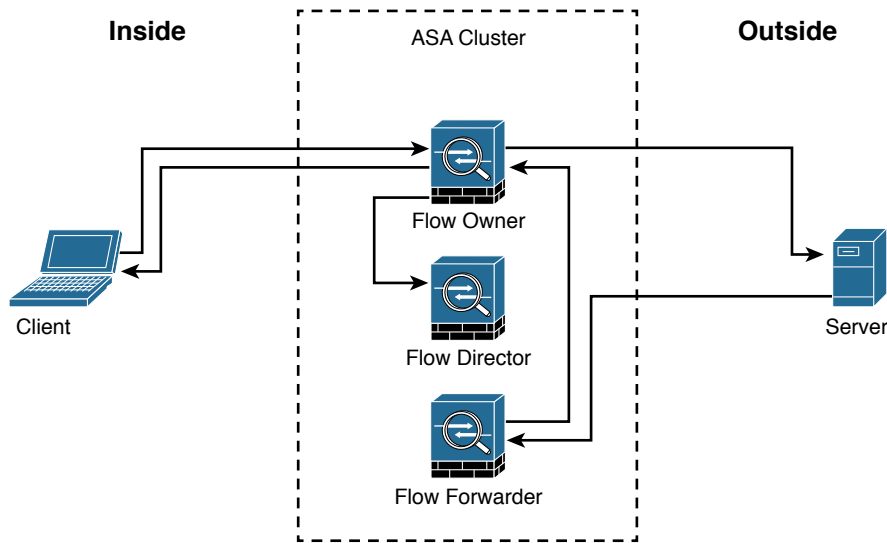 Inside
ASA Cluster
Outside
Flow Owner
Client
Flow Director
Server
Flow Forwarder